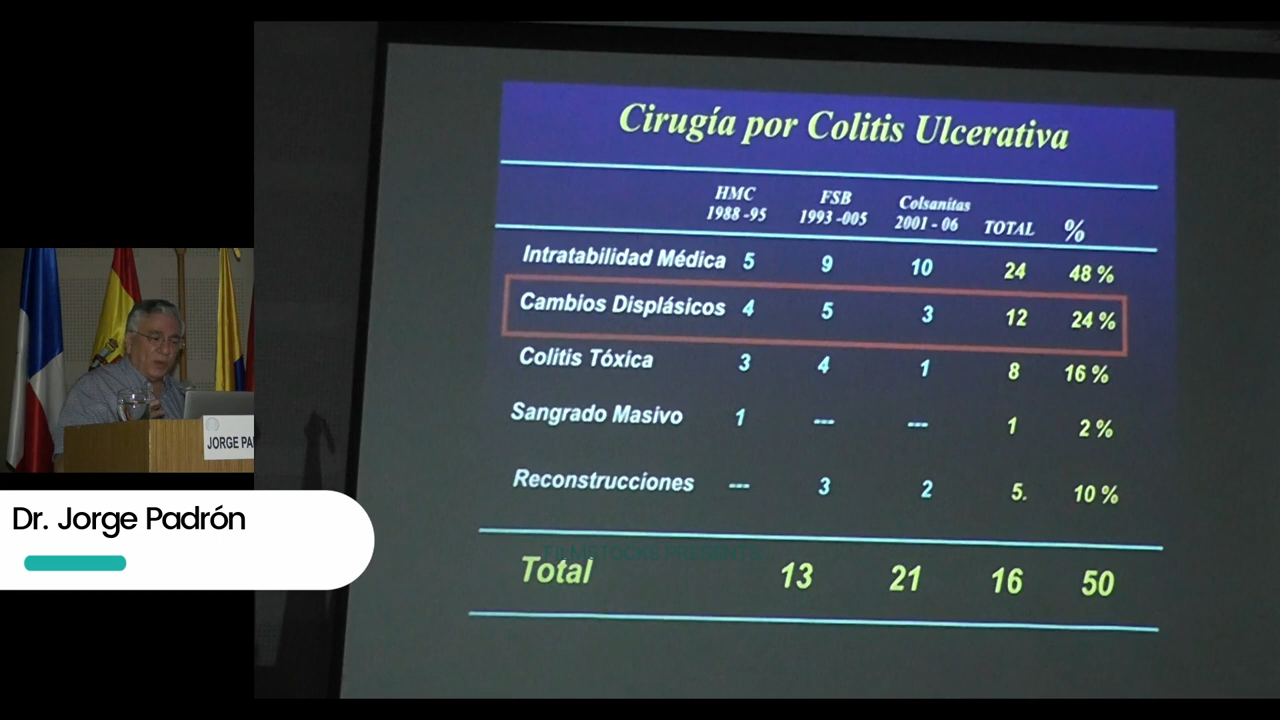 Cirugía por Colitis Ulcerativa
HMC FSB Colsanitas
1988 -95 1993 -005 2001 - 06 TOTAL %
Intratabilidad Médica 5 9 10 24 48 %
Cambios Displásicos 4 5 3 12 24 %
Colitis Tóxica 3 4 1 8 16 %
Sangrado Masivo 1 --- --- 1 2 %
Reconstrucciones --- 3 2 5. 10 %
FILMSTOCKE PRESENTS
Total 13 21 16 50
JORGE PA
Dr. Jorge Padrón